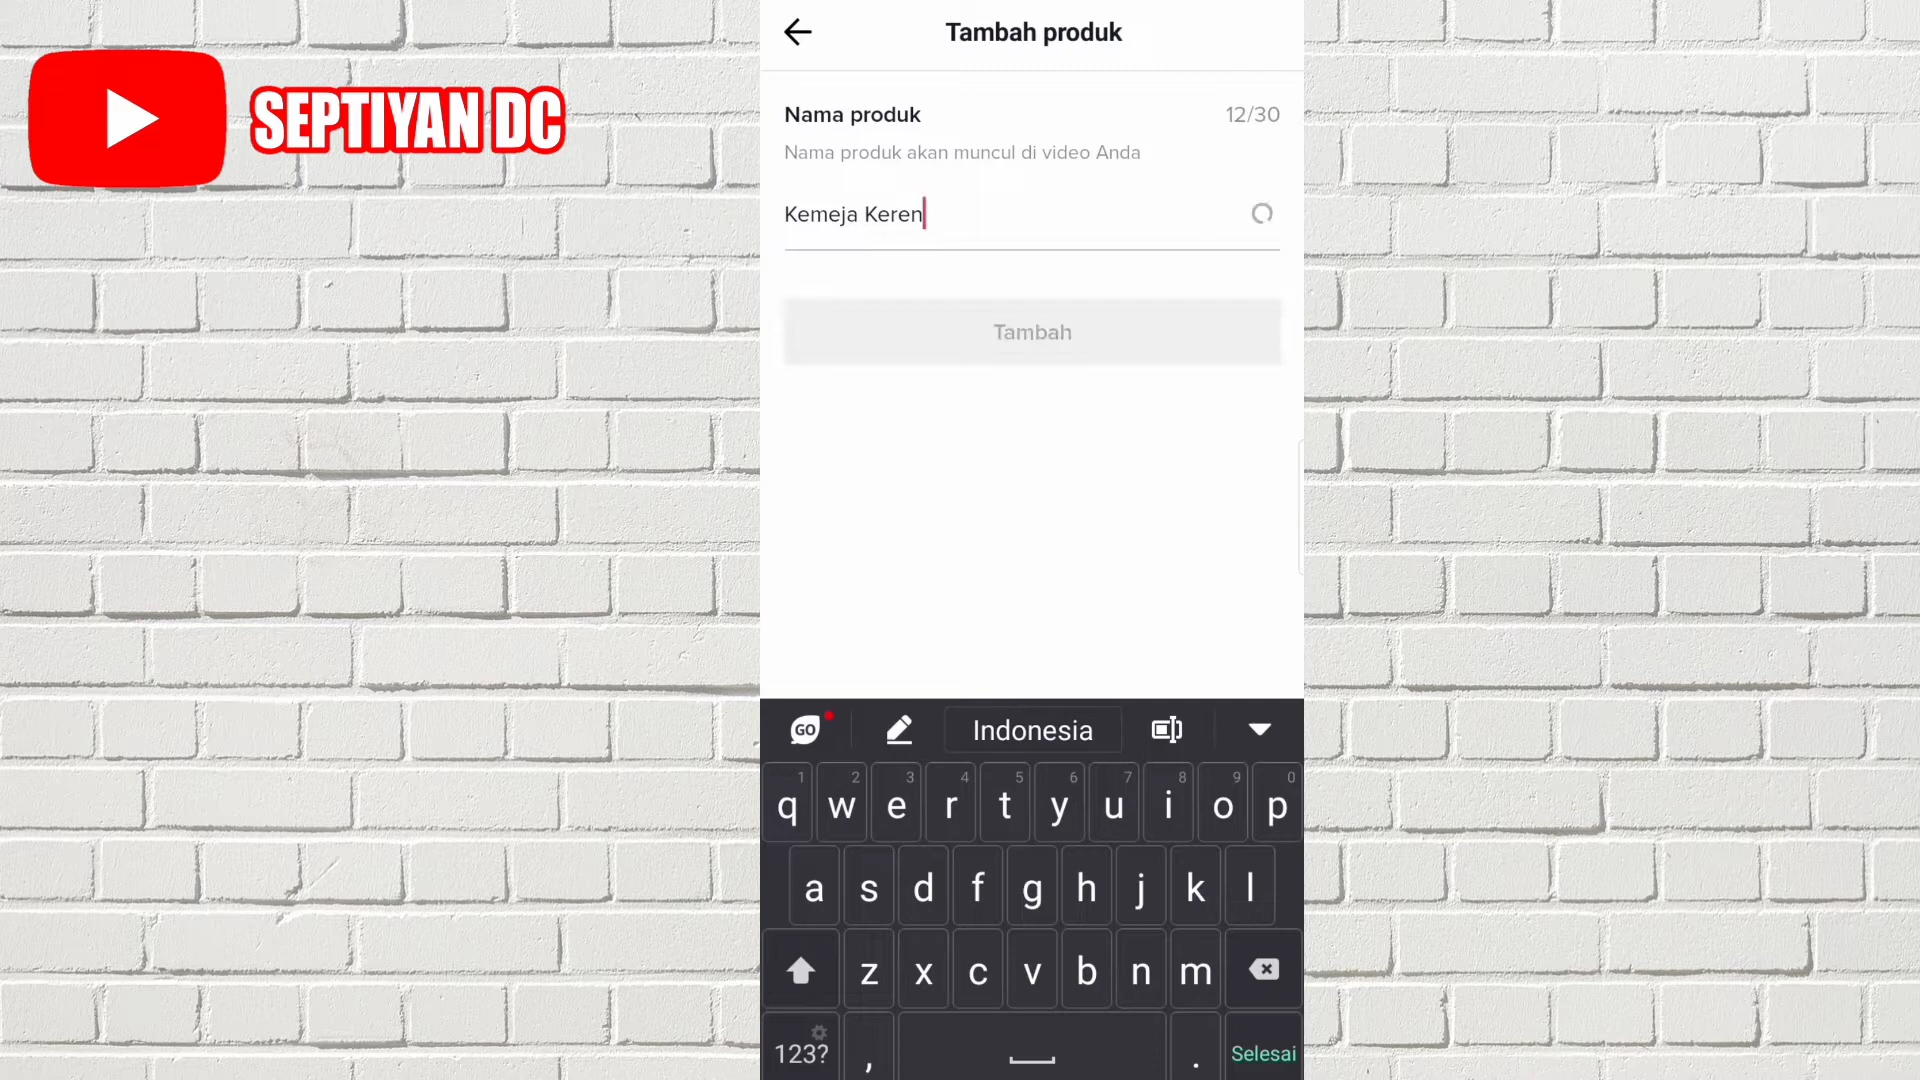 SEPTIYAN DC
Tambah produk
Nama produk 12/30
Nama produk akan muncul di video Anda
Kemeja Keren
Tambah
GO Indonesia
1 2 3 4 5 6 7 8 9 0
q w e r t y u i o p
a s d f g h j k l
z x c v b n m
123? , . Selesai